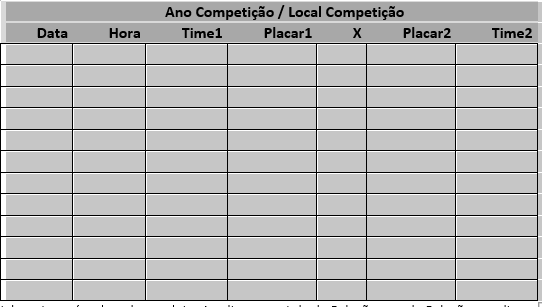 Ano Competição / Local Competição
Data Hora Time1 Placar1 X Placar2 Time2